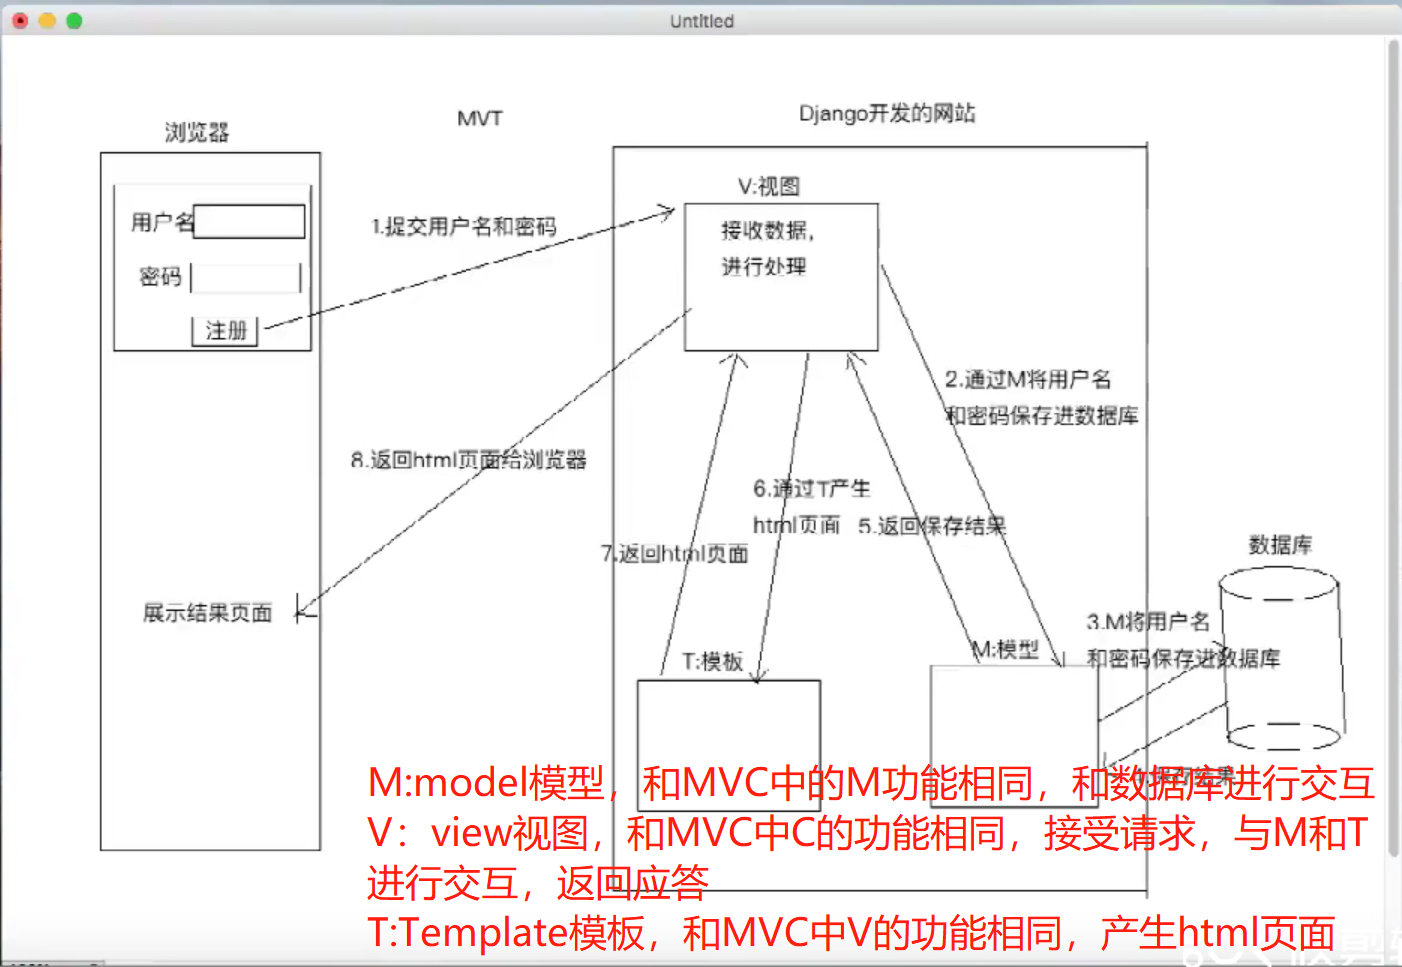 Untitled
MVT
Django开发的网站
浏览器
V:视图
用户名
1.提交用户名和密码
接收数据，
进行处理
密码
注册
2.通过M将用户名
和密码保存进数据库
8.返回html页面给浏览器
6.通过T产生
html页面
5.返回保存结果
7.返回html页面
数据库
展示结果页面
3.M将用户名
和密码保存进数据库
T:模板
M:模型
保存结果
M:model模型，和MVC中的M功能相同，和数据库进行交互
V：view视图，和MVC中C的功能相同，接受请求，与M和T
进行交互，返回应答
T:Template模板，和MVC中V的功能相同，产生html页面